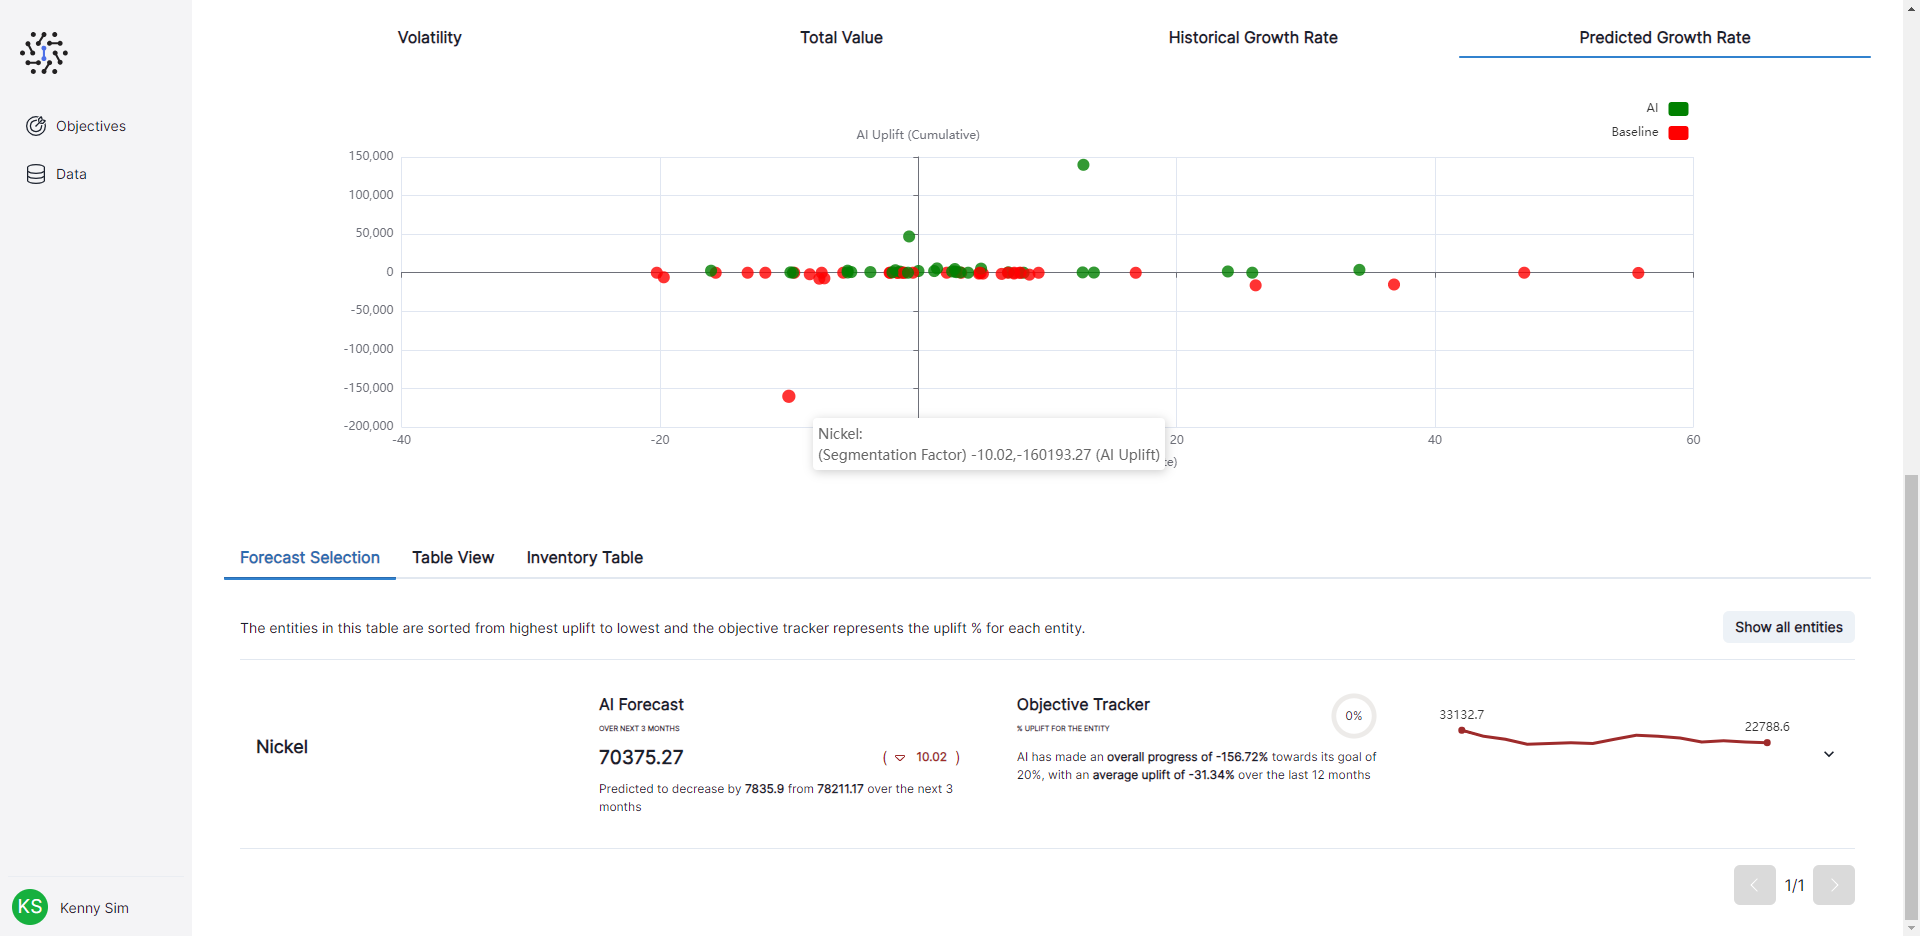 Volatility
Total Value
Historical Growth Rate
Predicted Growth Rate
Objectives
Data
AI
Baseline
AI Uplift (Cumulative)
150,000
100,000
50,000
0
-50,000
-100,000
-150,000
-200,000
-40
-20
20
40
60
Nickel:
(Segmentation Factor) -10.02,-160193.27 (AI Uplift)
Forecast Selection
Table View
Inventory Table
The entities in this table are sorted from highest uplift to lowest and the objective tracker represents the uplift % for each entity.
Show all entities
Nickel
AI Forecast
OVER NEXT 3 MONTHS
70375.27
( 10.02 )
Predicted to decrease by 7835.9 from 78211.17 over the next 3
months
Objective Tracker
% UPLIFT FOR THE ENTITY
0%
AI has made an overall progress of -156.72% towards its goal of
20%, with an average uplift of -31.34% over the last 12 months
33132.7
22788.6
1/1
KS
Kenny Sim